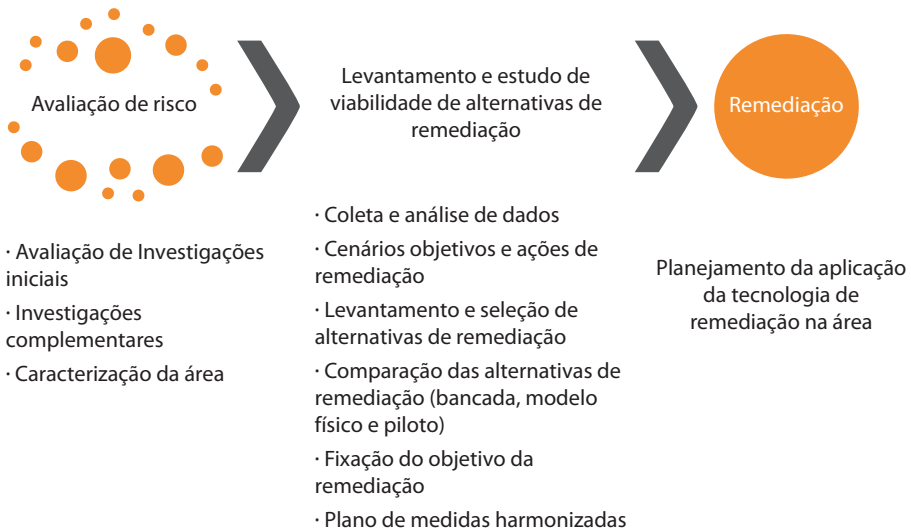 Avaliação de risco
Levantamento e estudo de
viabilidade de alternativas de
remediação
Remediação
· Avaliação de Investigações
iniciais
· Investigações
complementares
· Caracterização da área
· Coleta e análise de dados
· Cenários objetivos e ações de
remediação
· Levantamento e seleção de
alternativas de remediação
· Comparação das alternativas de
remediação (bancada, modelo
físico e piloto)
· Fixação do objetivo da
remediação
· Plano de medidas harmonizadas
Planejamento da aplicação
da tecnologia de
remediação na área